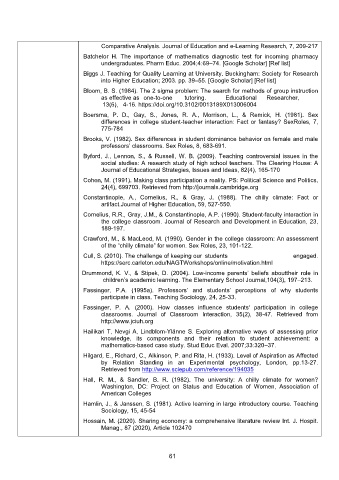 Comparative Analysis. Journal of Education and e-Learning Research, 7, 209-217
Batchelor H. The importance of mathematics diagnostic test for incoming pharmacy
undergraduates. Pharm Educ. 2004;4:69–74. [Google Scholar] [Ref list]
Biggs J. Teaching for Quality Learning at University. Buckingham: Society for Research
into Higher Education; 2003. pp. 39–55. [Google Scholar] [Ref list]
Bloom, B. S. (1984). The 2 sigma problem: The search for methods of group instruction
as effective as one-to-one tutoring. Educational Researcher,
13(6), 4-16. https://doi.org/10.3102/0013189X013006004
Boersma, P. D., Gay, S., Jones, R. A., Morrison, L., & Remick, H. (1981). Sex
differences in college student-teacher interaction: Fact or fantasy? SexRoles, 7,
775-784
Brooks, V. (1982). Sex differences in student dominance behavior on female and male
professors' classrooms. Sex Roles, 8, 683-691.
Byford, J., Lennon, S., & Russell, W. B. (2009). Teaching controversial issues in the
social studies: A research study of high school teachers. The Clearing House: A
Journal of Educational Strategies, Issues and Ideas, 82(4), 165-170
Cohen, M. (1991). Making class participation a reality. PS: Political Science and Politics,
24(4), 699703. Retrieved from http://journals.cambridge.org
Constantinople, A., Cornelius, R., & Gray, J. (1988). The chilly climate: Fact or
artifact.Journal of Higher Education, 59, 527-550.
Cornelius, R.R., Gray, J.M., & Constantinople, A.P. (1990). Student-faculty interaction in
the college classroom. Journal of Research and Development in Education, 23,
189-197.
Crawford, M., & MacLeod, M. (1990). Gender in the college classroom: An assessment
of the "chilly climate" for women. Sex Roles, 23, 101-122.
Cull, S. (2010). The challenge of keeping our students engaged.
https://serc.carleton.edu/NAGTWorkshops/online/motivation.html
Drummond, K. V., & Stipek, D. (2004). Low-income parents' beliefs abouttheir role in
children's academic learning. The Elementary School Journal,104(3), 197–213.
Fassinger, P.A. (1995a). Professors' and students' perceptions of why students
participate in class. Teaching Sociology, 24, 25-33.
Fassinger, P. A. (2000). How classes influence students' participation in college
classrooms. Journal of Classroom Interaction, 35(2), 38-47. Retrieved from
http://www.jciuh.org
Hailikari T, Nevgi A, Lindblom-Ylänne S. Exploring alternative ways of assessing prior
knowledge, its components and their relation to student achievement: a
mathematics-based case study. Stud Educ Eval, 2007;33:320–37.
Hilgard, E., Richard, C., Alkinson, P. and Rita, H. (1933). Level of Aspiration as Affected
by Relation Standing in an Experimental psychology, London, pp.13-27.
Retrieved from http://www.sciepub.com/reference/194035
Hall, R. M., & Sandler, B. R. (1982). The university: A chilly climate for women?
Washington, DC: Project on Status and Education of Women, Association of
American Colleges
Hamlin, J., & Janssen. S. (1981). Active learning in large introductory course. Teaching
Sociology, 15, 45-54
Hossain, M. (2020). Sharing economy: a comprehensive literature review Int. J. Hospit.
Manag., 87 (2020), Article 102470
61